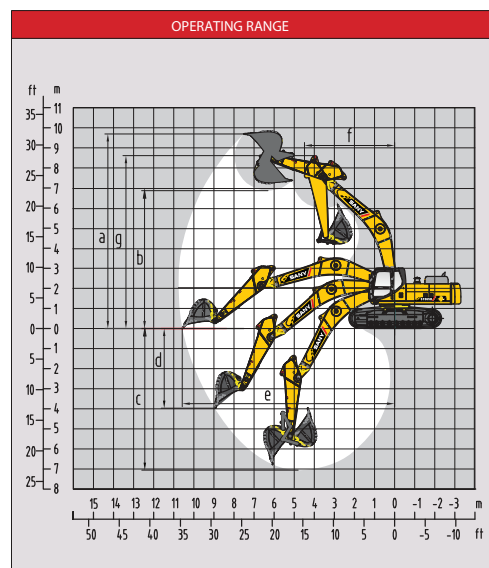 OPERATING RANGE
ft m
35 11
30 10
9
25 8
7
20 6
15 5
4
10 3
5 2
1
0 0
5 1
2
10 3
15 4
5
20 6
7
25 8
a
g
b
f
c
d
e
SANY
SANY
SANY
SANY
15 14 13 12 11 10 9 8 7 6 5 4 3 2 1 0 -1 -2 -3 m
50 45 40 35 30 25 20 15 10 5 0 -5 -10 ft